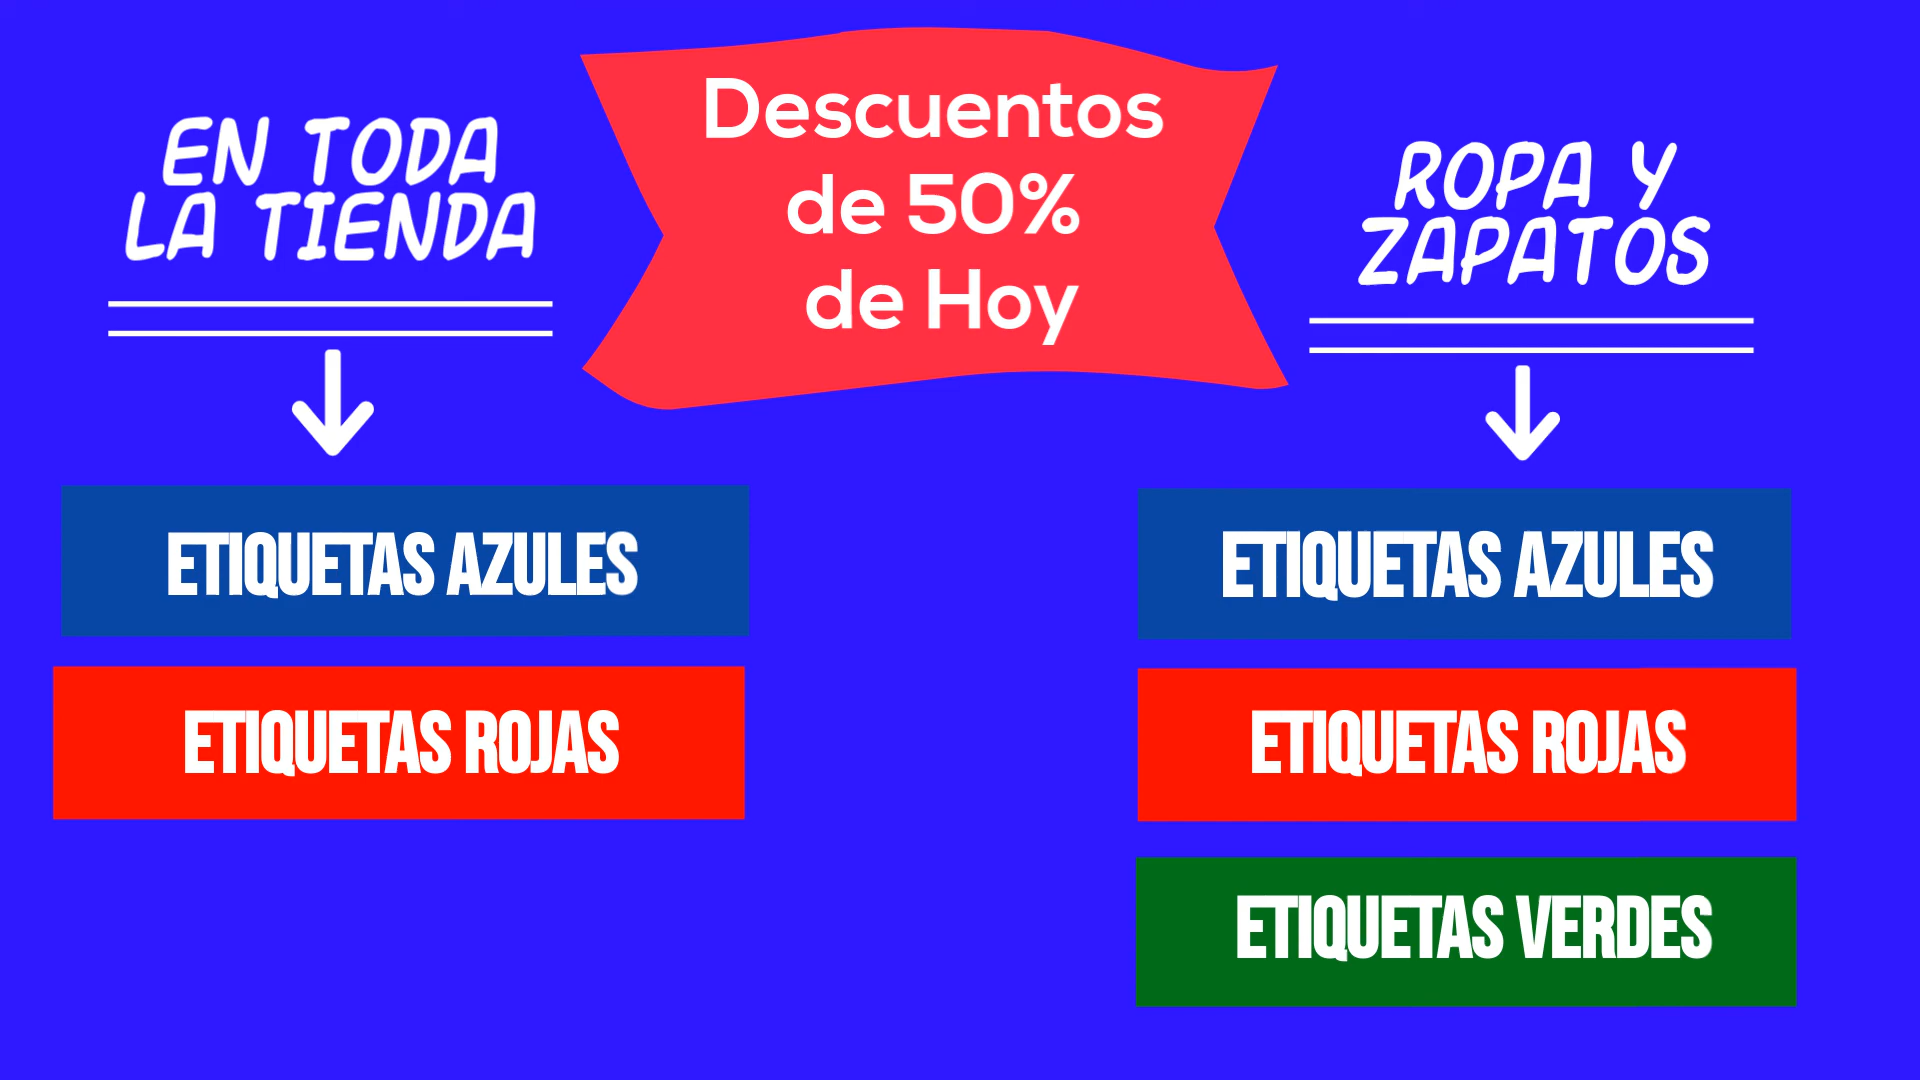 Descuentos
de 50%
de Hoy
EN TODA
LA TIENDA
ETIQUETAS AZULES
ETIQUETAS ROJAS
ROPA Y
ZAPATOS
ETIQUETAS AZULES
ETIQUETAS ROJAS
ETIQUETAS VERDES